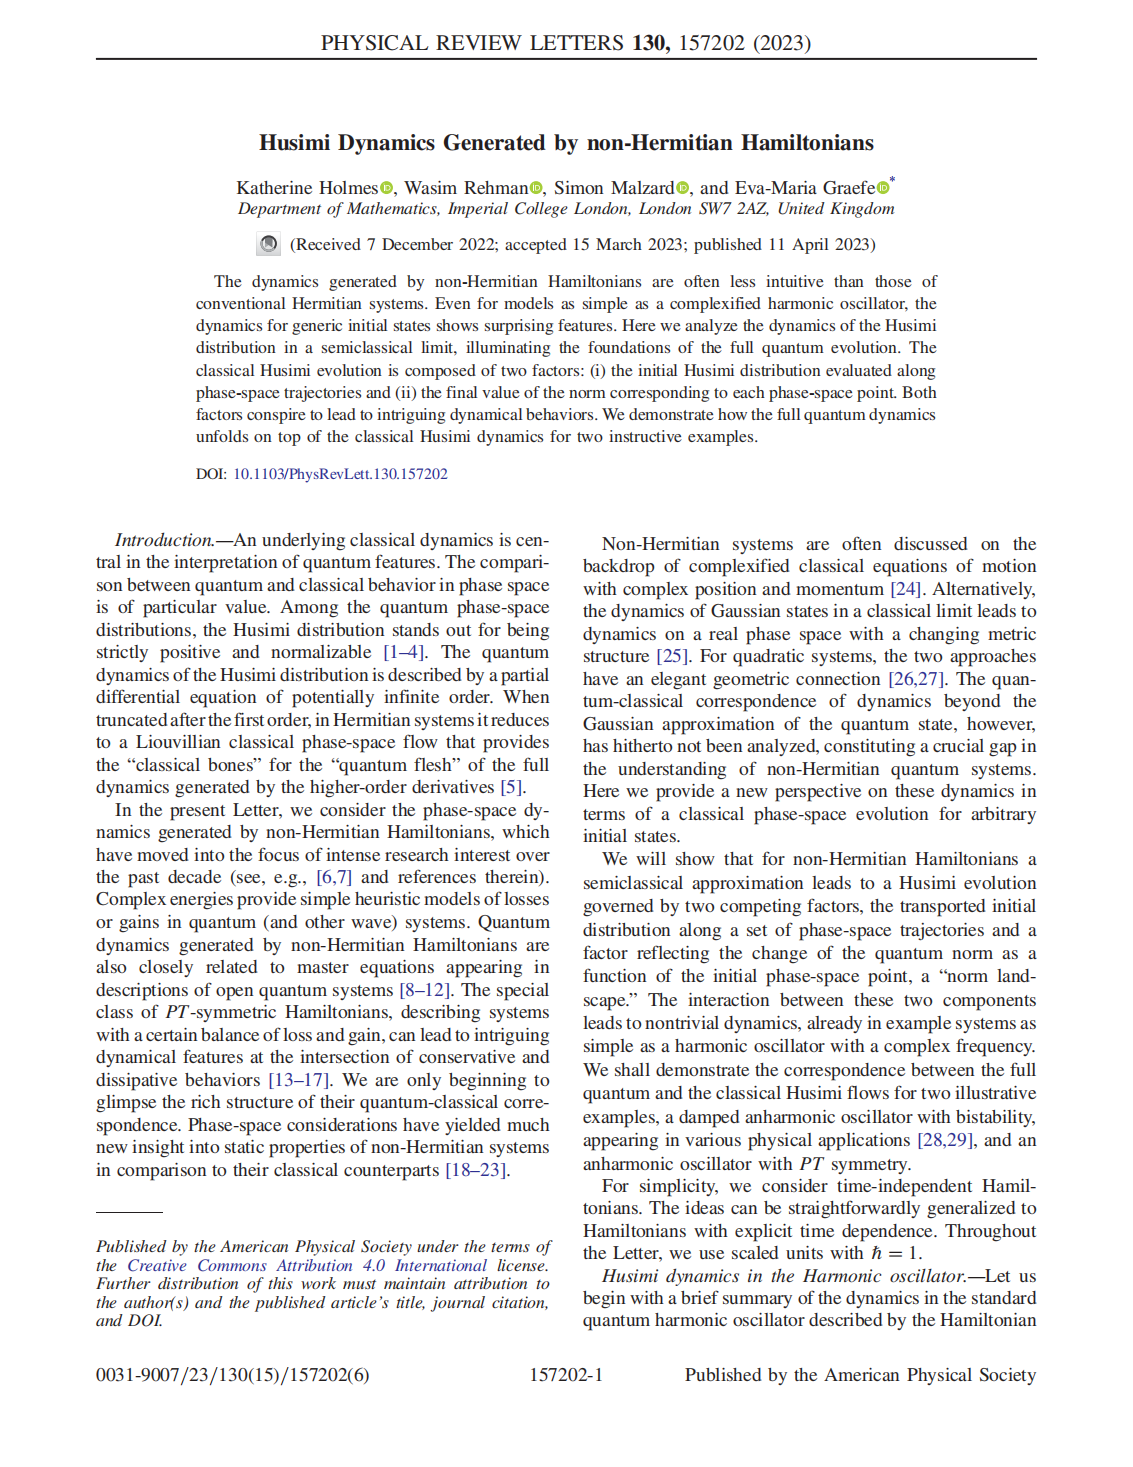 PHYSICAL REVIEW LETTERS 130, 157202 (2023)
Husimi Dynamics Generated by non-Hermitian Hamiltonians
Katherine Holmes, Wasim Rehman, Simon Malzard, and Eva-Maria Graefe*
Department of Mathematics, Imperial College London, London SW7 2AZ, United Kingdom
(Received 7 December 2022; accepted 15 March 2023; published 11 April 2023)
The dynamics generated by non-Hermitian Hamiltonians are often less intuitive than those of
conventional Hermitian systems. Even for models as simple as a complexified harmonic oscillator, the
dynamics for generic initial states shows surprising features. Here we analyze the dynamics of the Husimi
distribution in a semiclassical limit, illuminating the foundations of the full quantum evolution. The
classical Husimi evolution is composed of two factors: (i) the initial Husimi distribution evaluated along
phase-space trajectories and (ii) the final value of the norm corresponding to each phase-space point. Both
factors conspire to lead to intriguing dynamical behaviors. We demonstrate how the full quantum dynamics
unfolds on top of the classical Husimi dynamics for two instructive examples.
DOI: 10.1103/PhysRevLett.130.157202
Introduction.—An underlying classical dynamics is cen-
tral in the interpretation of quantum features. The compari-
son between quantum and classical behavior in phase space
is of particular value. Among the quantum phase-space
distributions, the Husimi distribution stands out for being
strictly positive and normalizable [1–4]. The quantum
dynamics of the Husimi distribution is described by a partial
differential equation of potentially infinite order. When
truncated after the first order, in Hermitian systems it reduces
to a Liouvillian classical phase-space flow that provides
the “classical bones” for the “quantum flesh” of the full
dynamics generated by the higher-order derivatives [5].
In the present Letter, we consider the phase-space dy-
namics generated by non-Hermitian Hamiltonians, which
have moved into the focus of intense research interest over
the past decade (see, e.g., [6,7] and references therein).
Complex energies provide simple heuristic models of losses
or gains in quantum (and other wave) systems. Quantum
dynamics generated by non-Hermitian Hamiltonians are
also closely related to master equations appearing in
descriptions of open quantum systems [8–12]. The special
class of PT-symmetric Hamiltonians, describing systems
with a certain balance of loss and gain, can lead to intriguing
dynamical features at the intersection of conservative and
dissipative behaviors [13–17]. We are only beginning to
glimpse the rich structure of their quantum-classical corre-
spondence. Phase-space considerations have yielded much
new insight into static properties of non-Hermitian systems
in comparison to their classical counterparts [18–23].
Published by the American Physical Society under the terms of
the Creative Commons Attribution 4.0 International license.
Further distribution of this work must maintain attribution to
the author(s) and the published article's title, journal citation,
and DOI.
Non-Hermitian systems are often discussed on the
backdrop of complexified classical equations of motion
with complex position and momentum [24]. Alternatively,
the dynamics of Gaussian states in a classical limit leads to
dynamics on a real phase space with a changing metric
structure [25]. For quadratic systems, the two approaches
have an elegant geometric connection [26,27]. The quan-
tum-classical correspondence of dynamics beyond the
Gaussian approximation of the quantum state, however,
has hitherto not been analyzed, constituting a crucial gap in
the understanding of non-Hermitian quantum systems.
Here we provide a new perspective on these dynamics in
terms of a classical phase-space evolution for arbitrary
initial states.
We will show that for non-Hermitian Hamiltonians a
semiclassical approximation leads to a Husimi evolution
governed by two competing factors, the transported initial
distribution along a set of phase-space trajectories and a
factor reflecting the change of the quantum norm as a
function of the initial phase-space point, a “norm land-
scape.” The interaction between these two components
leads to nontrivial dynamics, already in example systems as
simple as a harmonic oscillator with a complex frequency.
We shall demonstrate the correspondence between the full
quantum and the classical Husimi flows for two illustrative
examples, a damped anharmonic oscillator with bistability,
appearing in various physical applications [28,29], and an
anharmonic oscillator with PT symmetry.
For simplicity, we consider time-independent Hamil-
tonians. The ideas can be straightforwardly generalized to
Hamiltonians with explicit time dependence. Throughout
the Letter, we use scaled units with ℏ = 1.
Husimi dynamics in the Harmonic oscillator.—Let us
begin with a brief summary of the dynamics in the standard
quantum harmonic oscillator described by the Hamiltonian
0031-9007/23/130(15)/157202(6)
157202-1
Published by the American Physical Society